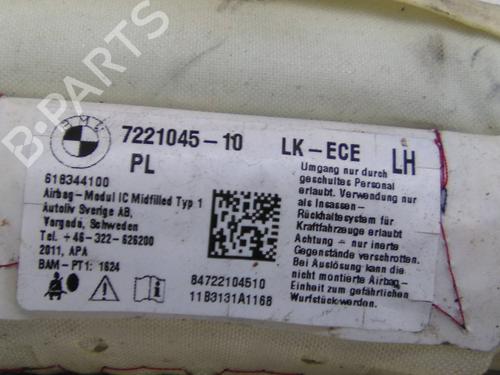 BMW
7221045-10 LK-ECE LH
PL
618344100
Airbag-Modul IC Midfilled Typ 1
Autoliv Sverige AB,
Vargada, Schweden
Tel. +46-322-626200
2011, APA
BAM-PT1: 1624
84722104510
11B3131A1168
Umgang nur durch
geschultes Personal
erlaubt. Verwendung nur
als Insassen-
Rückhaltesystem für
Kraftfahrzeuge erlaubt
Achtung - nur inerte
Gegenstände verschrotten.
Bei Auslösung kann die
nicht montierte Airbag-
Einheit zum gefährlichen
Wurfstück werden.
B-PARTS